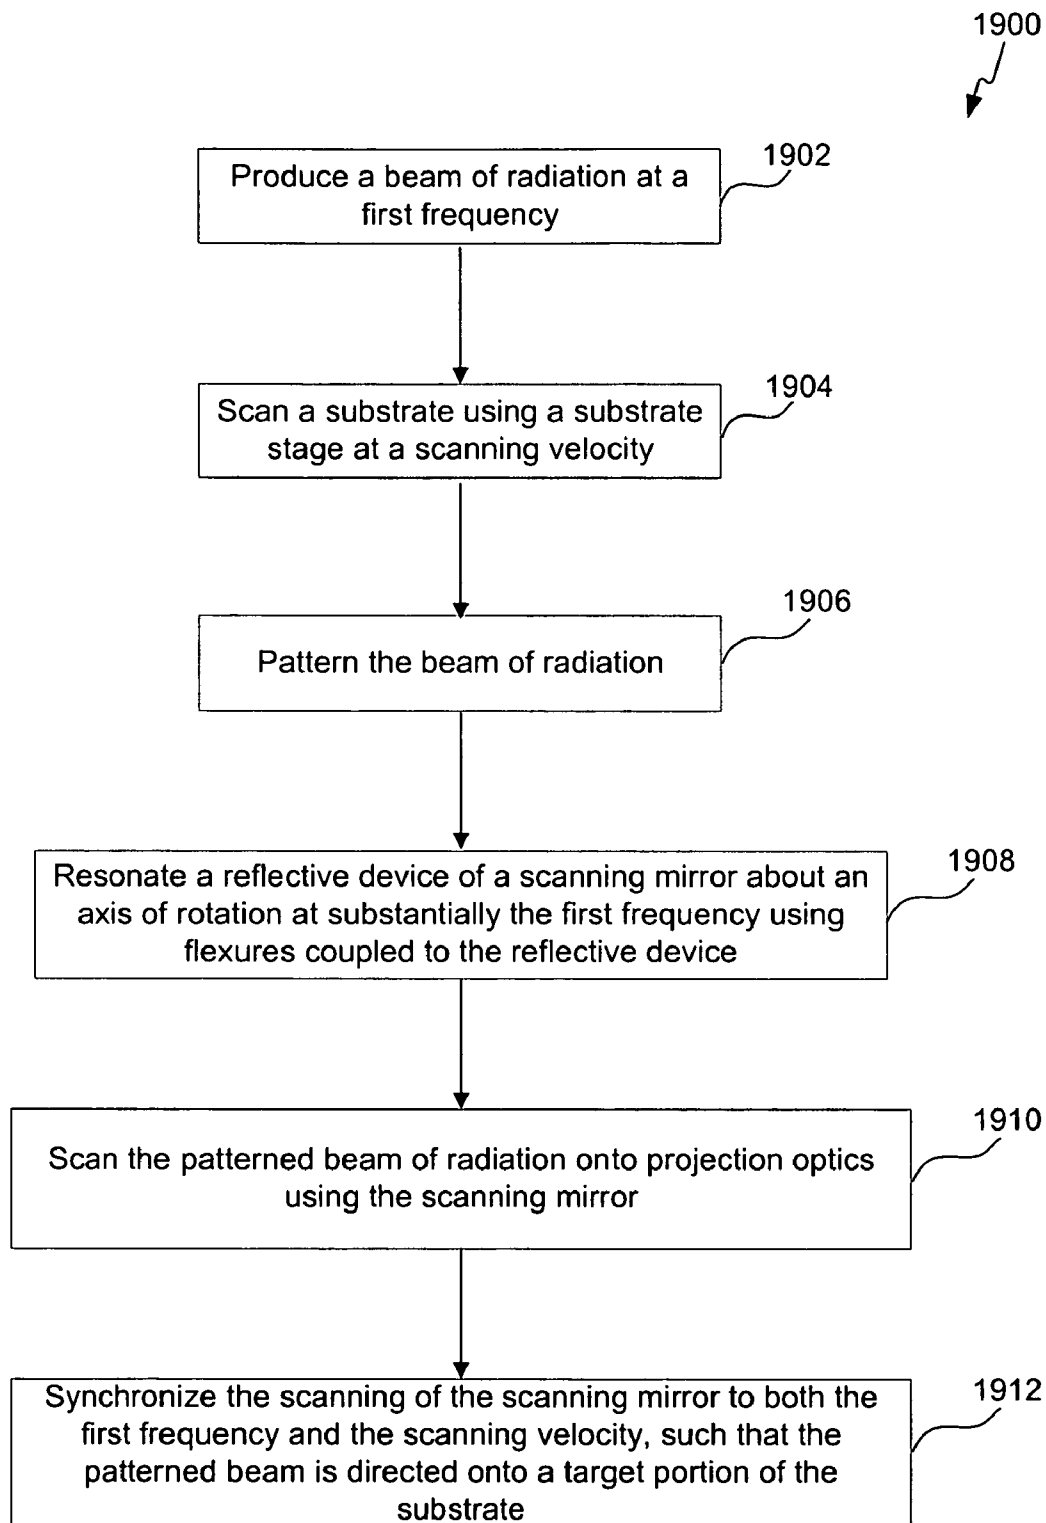 1900
1902
Produce a beam of radiation at a
first frequency
1904
Scan a substrate using a substrate
stage at a scanning velocity
1906
Pattern the beam of radiation
1908
Resonate a reflective device of a scanning mirror about an
axis of rotation at substantially the first frequency using
flexures coupled to the reflective device
1910
Scan the patterned beam of radiation onto projection optics
using the scanning mirror
1912
Synchronize the scanning of the scanning mirror to both the
first frequency and the scanning velocity, such that the
patterned beam is directed onto a target portion of the
substrate